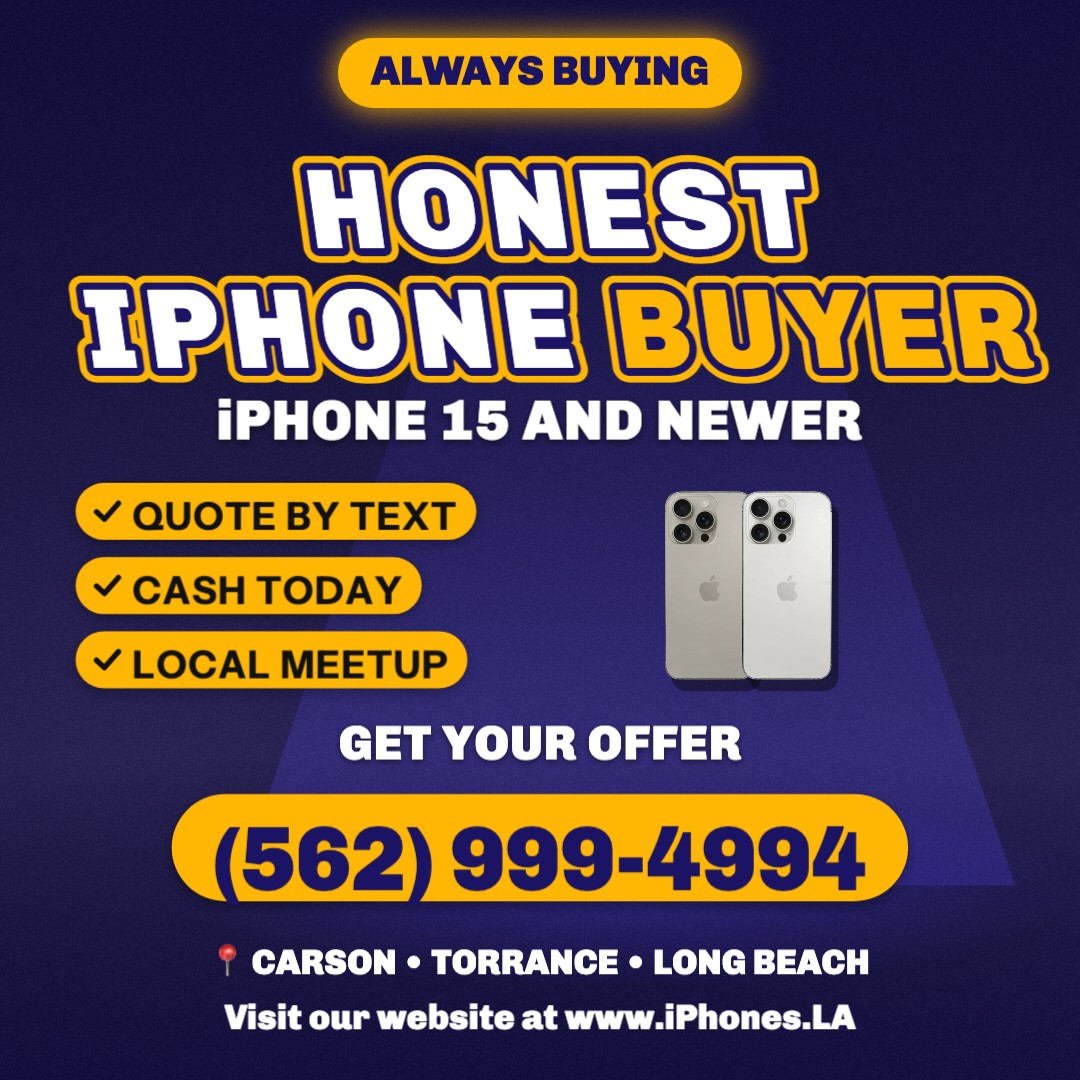 ALWAYS BUYING
HONEST
IPHONE BUYER
iPHONE 15 AND NEWER
✓ QUOTE BY TEXT
✓ CASH TODAY
✓ LOCAL MEETUP
GET YOUR OFFER
(562) 999-4994
📍 CARSON • TORRANCE • LONG BEACH
Visit our website at www.iPhones.LA